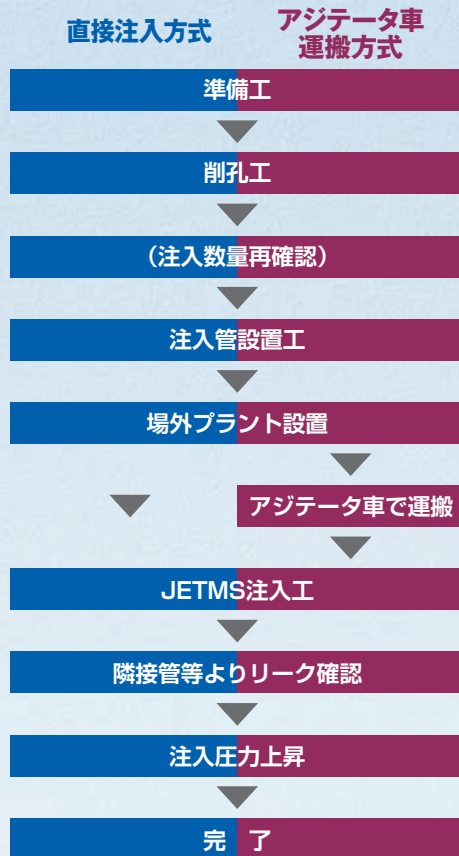 直接注入方式
アジテータ車
運搬方式
準備工
削孔工
（注入数量再確認）
注入管設置工
場外プラント設置
アジテータ車で運搬
JETMS注入工
隣接管等よりリーク確認
注入圧力上昇
完　了